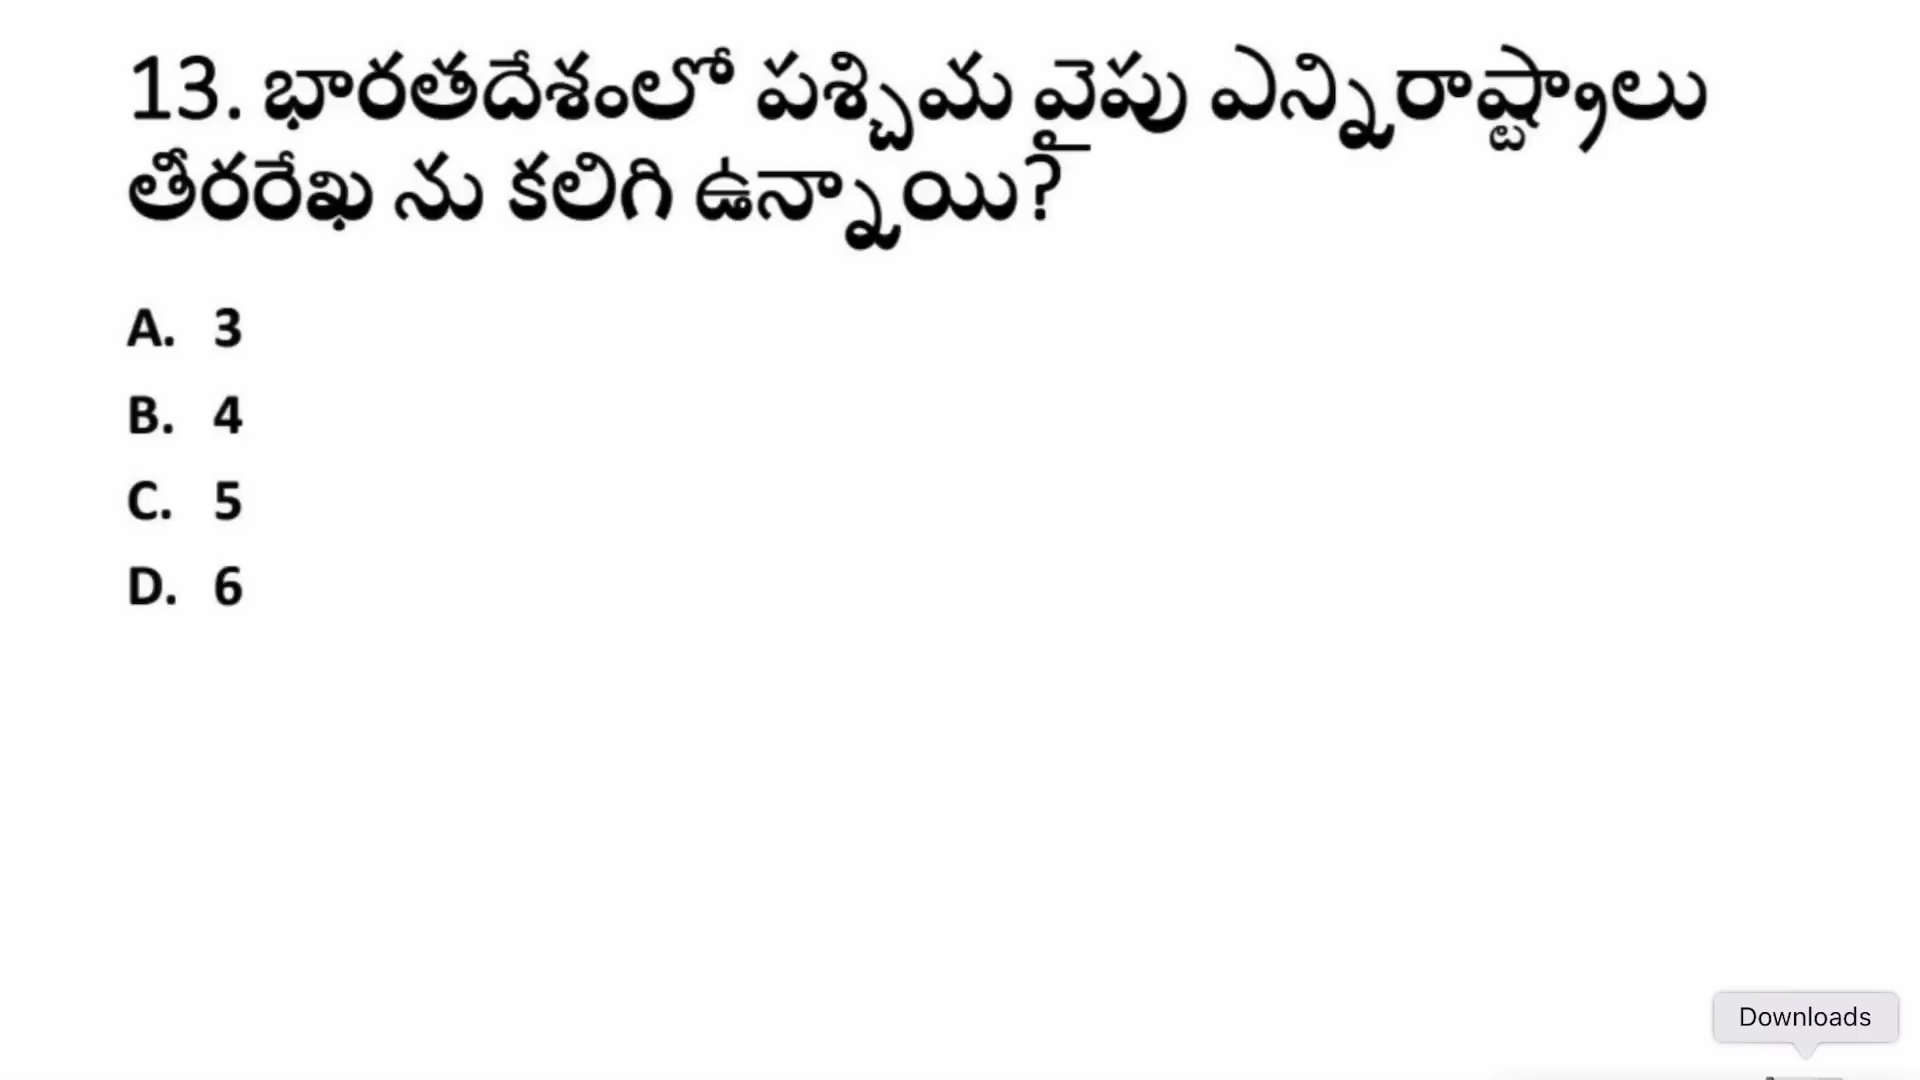 13. భారతదేశంలో పశ్చిమ వైపు ఎన్నిరాష్ట్రాలు
తీరరేఖ ను కలిగి ఉన్నాయి?
A. 3
B. 4
C. 5
D. 6
Downloads